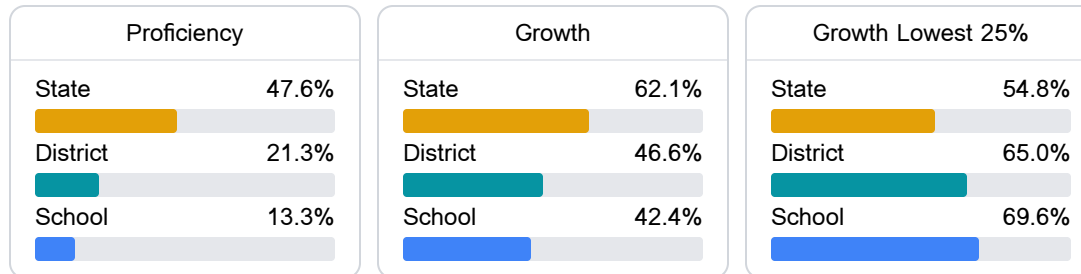 Proficiency
State 47.6%
District 21.3%
School 13.3%
Growth
State 62.1%
District 46.6%
School 42.4%
Growth Lowest 25%
State 54.8%
District 65.0%
School 69.6%